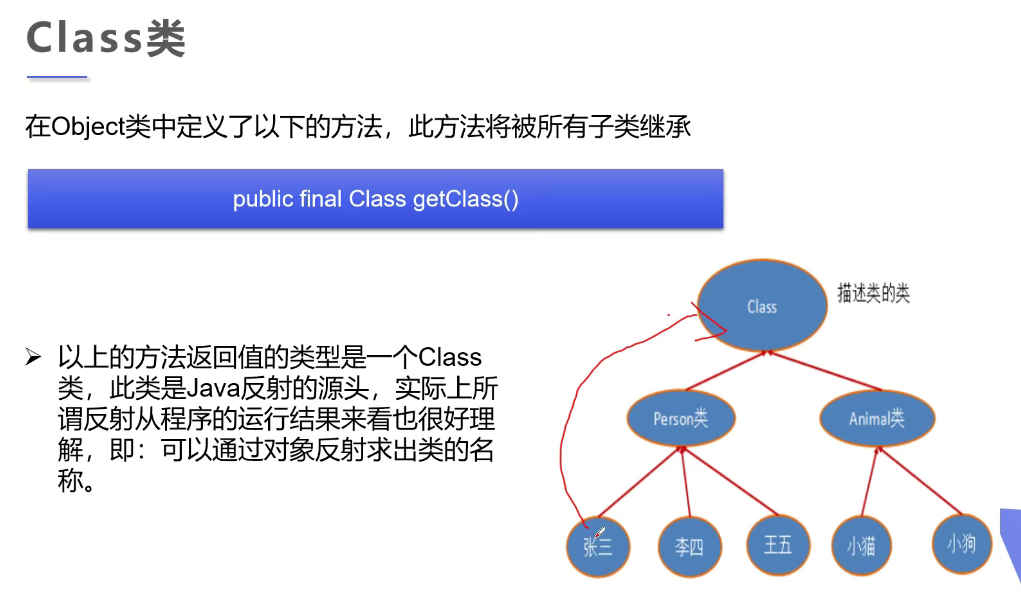 Class类
在Object类中定义了以下的方法，此方法将被所有子类继承
public final Class getClass()
Class
描述类的类
➢ 以上的方法返回值的类型是一个Class
类，此类是Java反射的源头，实际上所
谓反射从程序的运行结果来看也很好理
解，即：可以通过对象反射求出类的名
称。
Person类
Animal类
张三
李四
王五
小猫
小狗